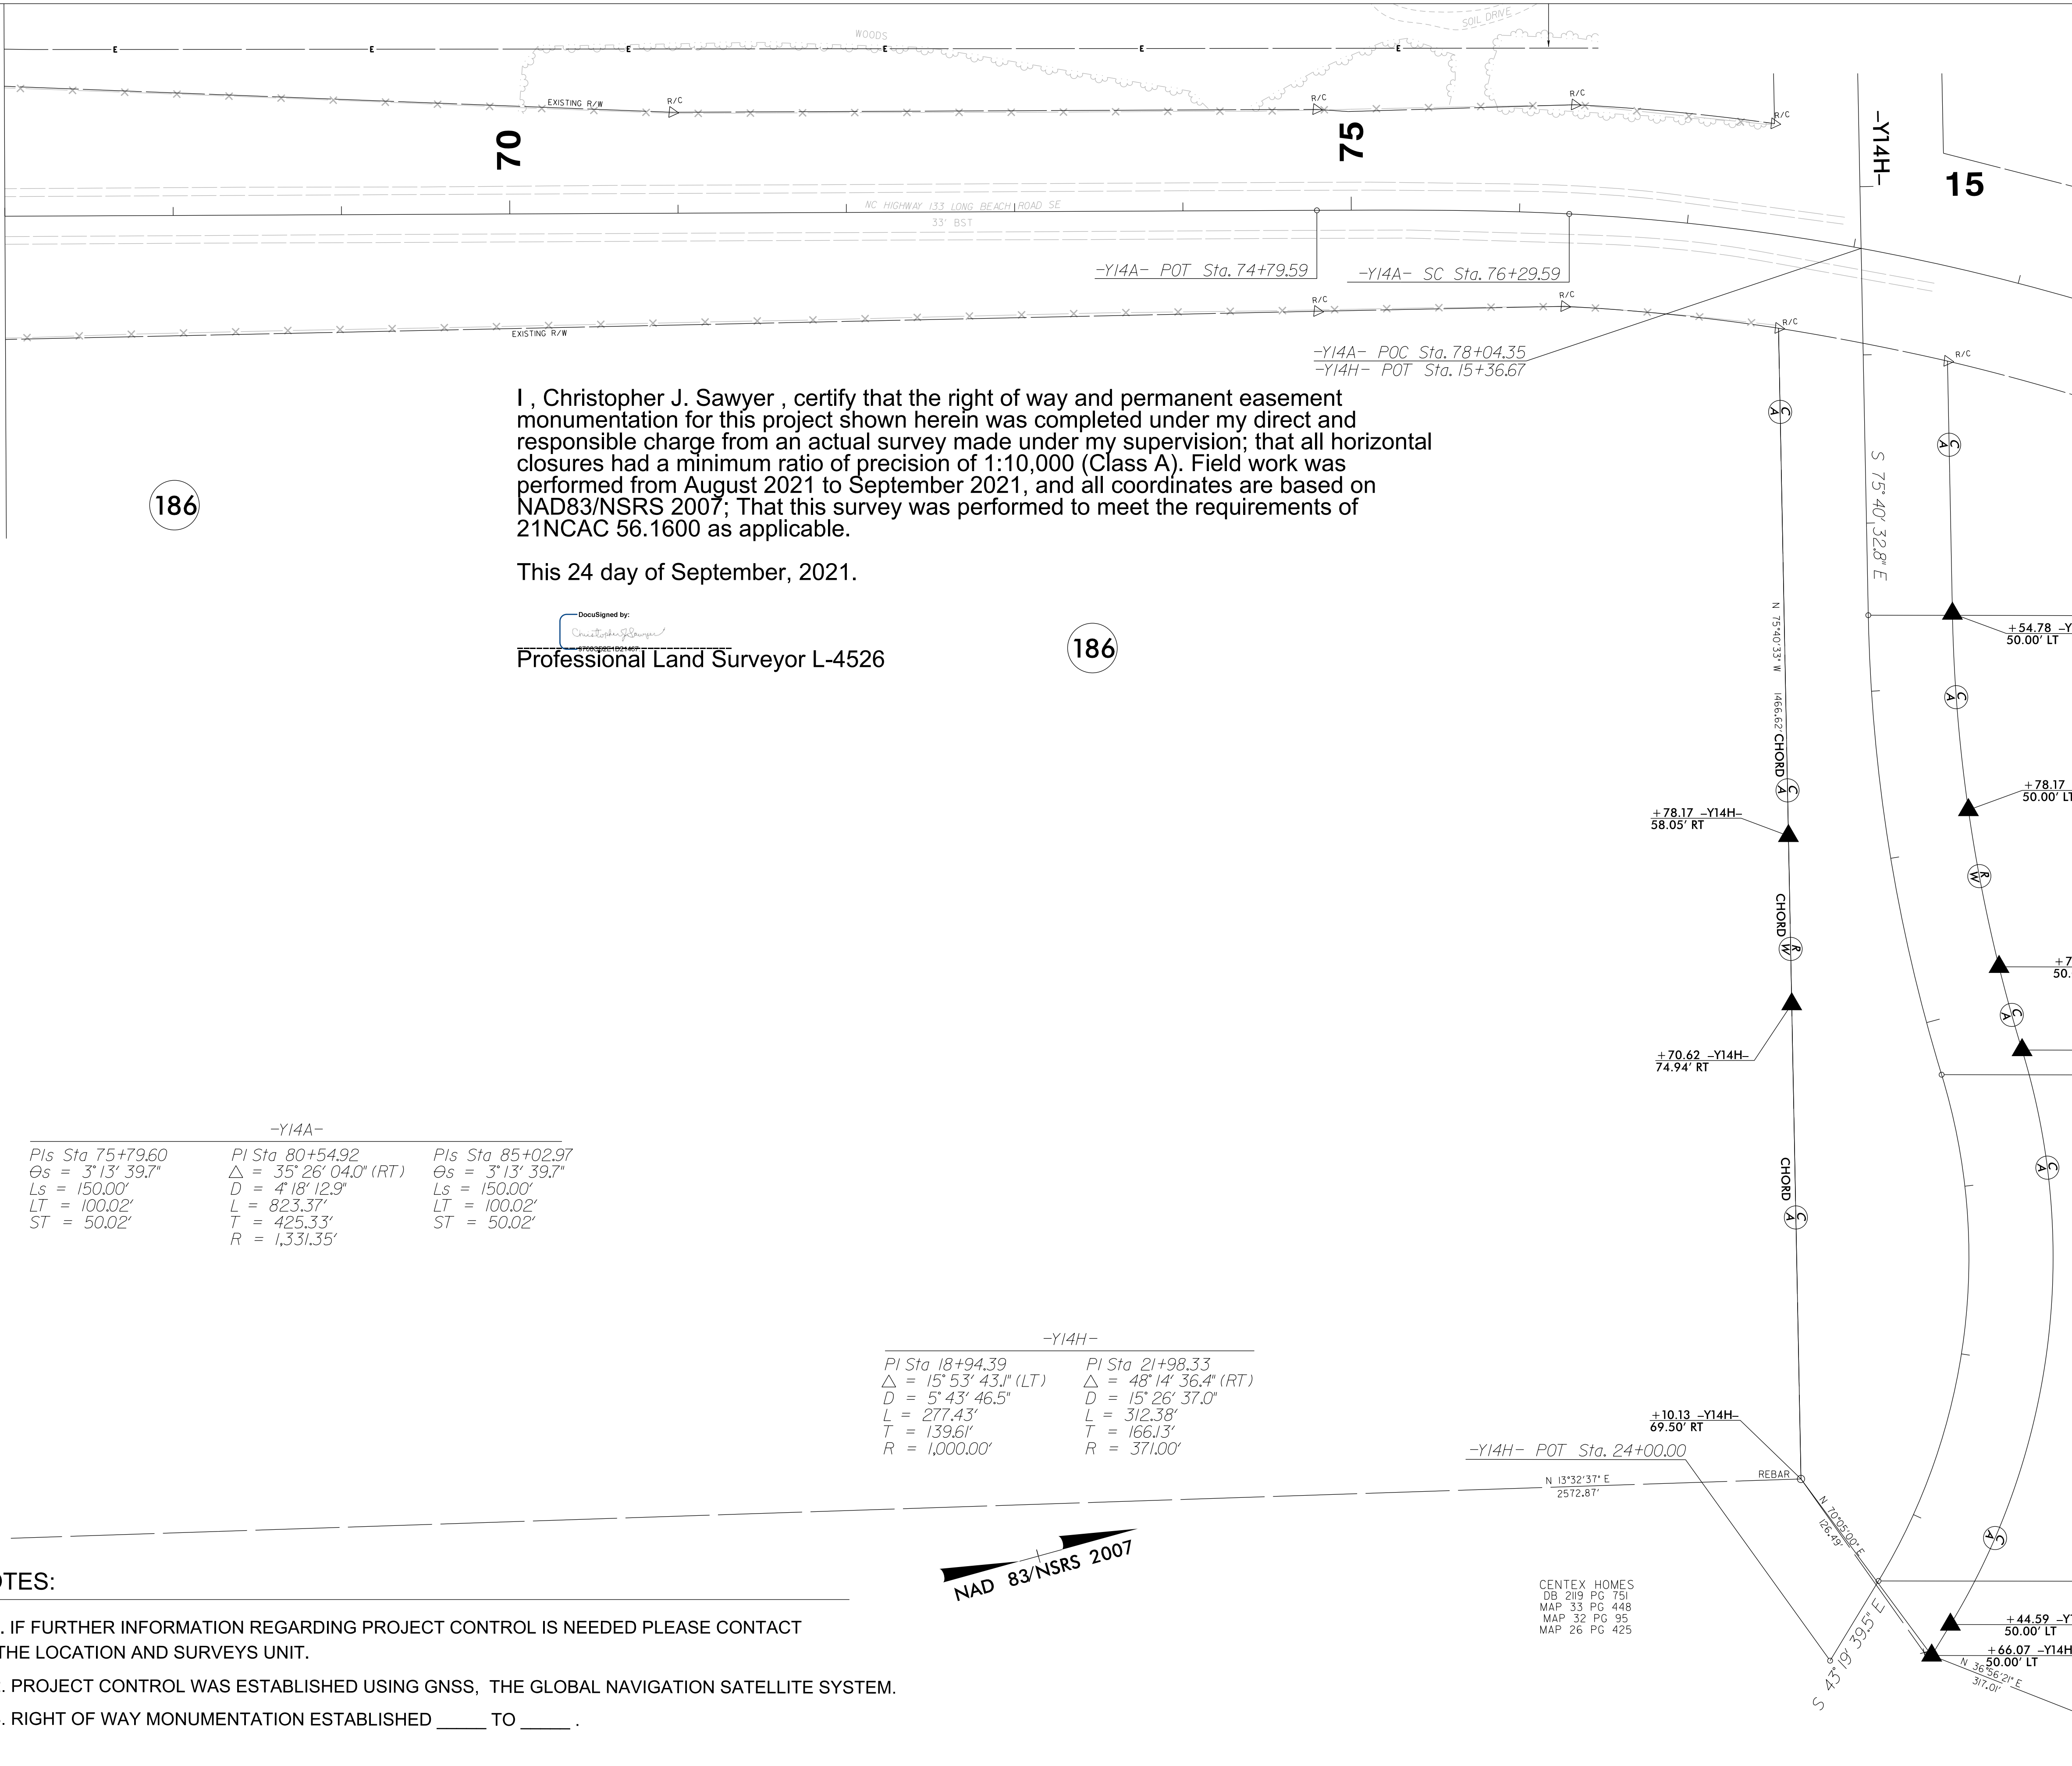 SOIL DRIVE
WOODS
E E E E E E
EXISTING R/W
R/C
R/C
R/C
R/C
70
75
-Y14H-
15
NC HIGHWAY 133 LONG BEACH ROAD SE
33' BST
-Y14A- POT Sta. 74+79.59
-Y14A- SC Sta. 76+29.59
R/C
R/C
R/C
R/C
EXISTING R/W
-Y14A- POC Sta. 78+04.35
-Y14H- POT Sta. 15+36.67
I , Christopher J. Sawyer , certify that the right of way and permanent easement
monumentation for this project shown herein was completed under my direct and
responsible charge from an actual survey made under my supervision; that all horizontal
closures had a minimum ratio of precision of 1:10,000 (Class A). Field work was
performed from August 2021 to September 2021, and all coordinates are based on
NAD83/NSRS 2007; That this survey was performed to meet the requirements of
21NCAC 56.1600 as applicable.
This 24 day of September, 2021.
DocuSigned by:
Christopher J Sawyer
Professional Land Surveyor L-4526
186
186
C A
C A
S 75° 40' 32.8" E
N 75°40'33" W 1466.62' CHORD
C A
+54.78 -Y
50.00' LT
C A
+78.17
50.00' LT
+78.17 -Y14H-
58.05' RT
R W
CHORD
R W
+7
50.
C A
+70.62 -Y14H-
74.94' RT
CHORD
C A
C A
-Y14A-
PIs Sta 75+79.60
Θs = 3° 13' 39.7"
Ls = 150.00'
LT = 100.02'
ST = 50.02'
PI Sta 80+54.92
△ = 35° 26' 04.0" (RT)
D = 4° 18' 12.9"
L = 823.37'
T = 425.33'
R = 1,331.35'
PIs Sta 85+02.97
Θs = 3° 13' 39.7"
Ls = 150.00'
LT = 100.02'
ST = 50.02'
-Y14H-
PI Sta 18+94.39
△ = 15° 53' 43.1" (LT)
D = 5° 43' 46.5"
L = 277.43'
T = 139.61'
R = 1,000.00'
PI Sta 21+98.33
△ = 48° 14' 36.4" (RT)
D = 15° 26' 37.0"
L = 312.38'
T = 166.13'
R = 371.00'
+10.13 -Y14H-
69.50' RT
-Y14H- POT Sta. 24+00.00
N 13°32'37" E
2572.87'
REBAR
N 70°05'00" E
126.49'
C A
NAD 83/NSRS 2007
CENTEX HOMES
DB 2119 PG 751
MAP 33 PG 448
MAP 32 PG 95
MAP 26 PG 425
S 43° 19' 39.5" E
+44.59 -Y
50.00' LT
+66.07 -Y14H
50.00' LT
N 36°56'21" E
317.01'
OTES:
. IF FURTHER INFORMATION REGARDING PROJECT CONTROL IS NEEDED PLEASE CONTACT
THE LOCATION AND SURVEYS UNIT.
. PROJECT CONTROL WAS ESTABLISHED USING GNSS, THE GLOBAL NAVIGATION SATELLITE SYSTEM.
. RIGHT OF WAY MONUMENTATION ESTABLISHED _____ TO _____ .